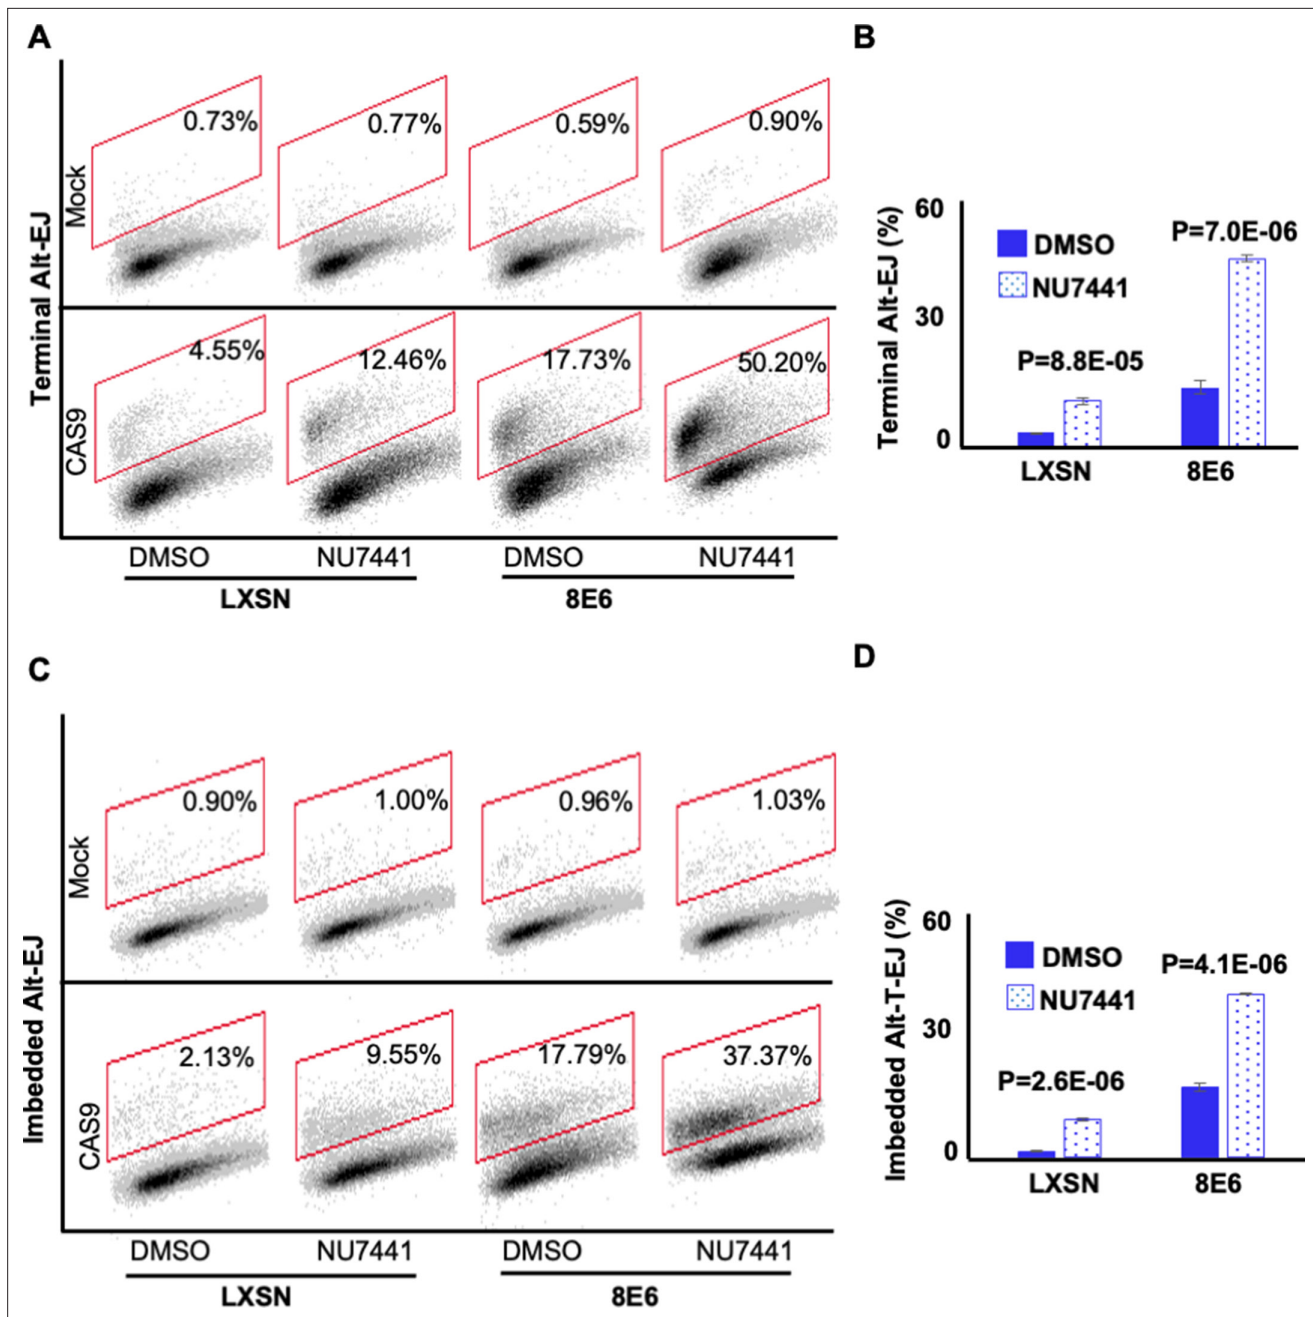 A
Terminal Alt-EJ
Mock
0.73%
0.77%
0.59%
0.90%
CAS9
4.55%
12.46%
17.73%
50.20%
DMSO
NU7441
DMSO
NU7441
LXSN
8E6
B
Terminal Alt-EJ (%)
60
30
0
DMSO
NU7441
P=7.0E-06
P=8.8E-05
LXSN
8E6
C
Imbedded Alt-EJ
Mock
0.90%
1.00%
0.96%
1.03%
CAS9
2.13%
9.55%
17.79%
37.37%
DMSO
NU7441
DMSO
NU7441
LXSN
8E6
D
Imbedded Alt-T-EJ (%)
60
30
0
DMSO
NU7441
P=4.1E-06
P=2.6E-06
LXSN
8E6